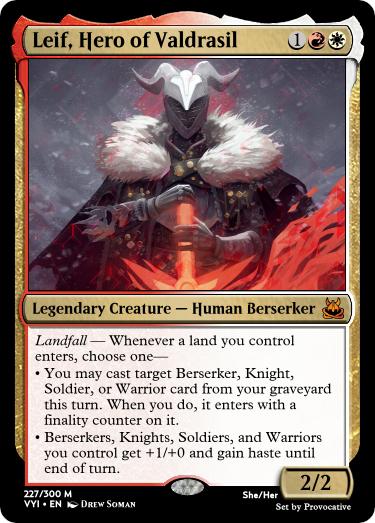 Leif, Hero of Valdrasil 1
Legendary Creature — Human Berserker
Landfall — Whenever a land you control
enters, choose one—
• You may cast target Berserker, Knight,
Soldier, or Warrior card from your graveyard
this turn. When you do, it enters with a
finality counter on it.
• Berserkers, Knights, Soldiers, and Warriors
you control get +1/+0 and gain haste until
end of turn.
2/2
227/300 M She/Her
VYI • EN Drew Soman Set by Provocative